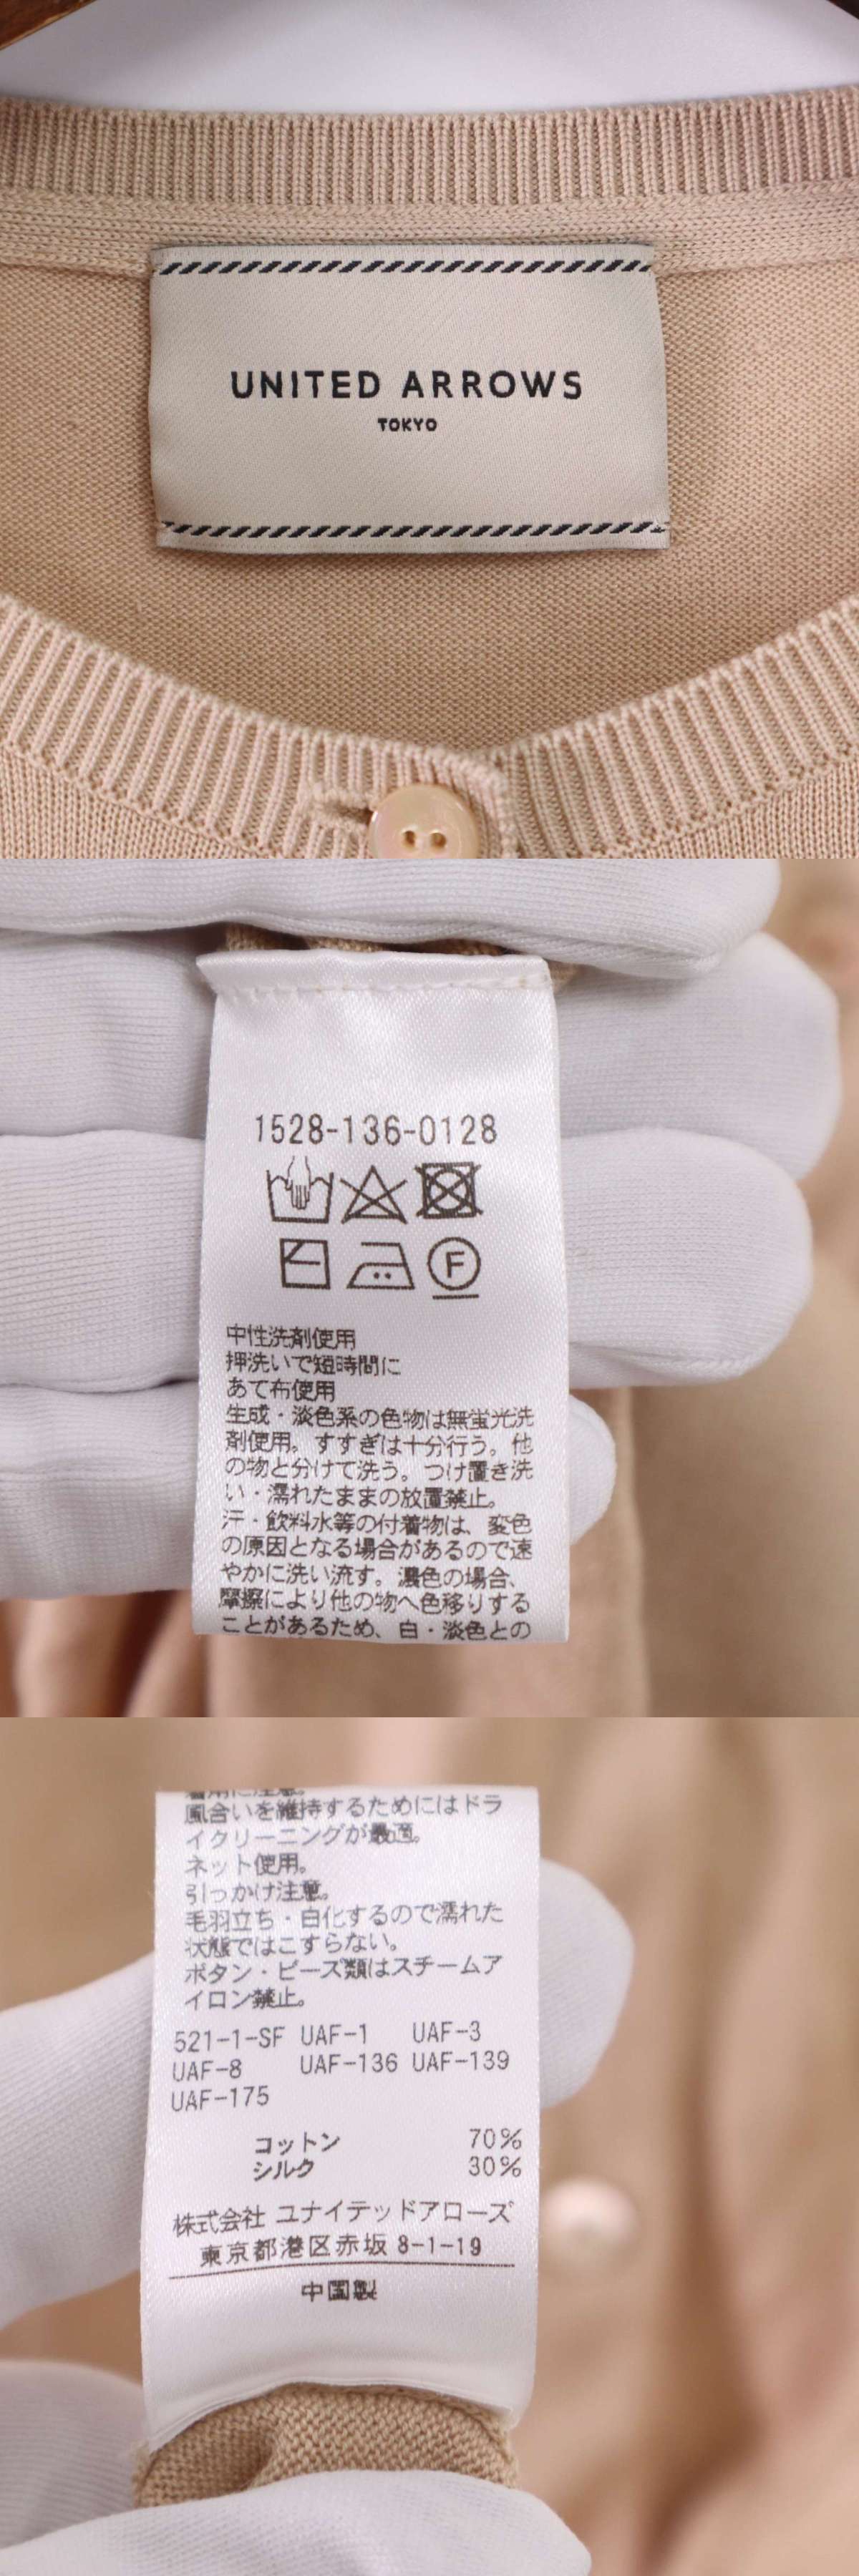 UNITED ARROWS
TOKYO
1528-136-0128
F
中性洗剤使用
押洗いで短時間に
あて布使用
生成・淡色系の色物は無蛍光洗
剤使用。すすぎは十分行う。他
の物と分けて洗う。つけ置き洗
い・濡れたままの放置禁止。
汗・飲料水等の付着物は、変色
の原因となる場合があるので速
やかに洗い流す。濃色の場合、
摩擦により他の物へ色移りする
ことがあるため、白・淡色との
着用に注意。
風合いを維持するためにはドラ
イクリーニングが最適。
ネット使用。
引っかけ注意。
毛羽立ち・白化するので濡れた
状態ではこすらない。
ボタン・ビーズ類はスチームア
イロン禁止。
521-1-SF UAF-1 UAF-3
UAF-8 UAF-136 UAF-139
UAF-175
コットン 70%
シルク 30%
株式会社 ユナイテッドアローズ
東京都港区赤坂 8-1-19
中国製